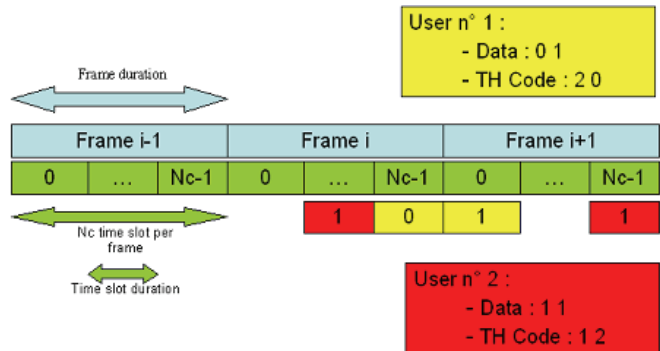 User n° 1 :
- Data : 0 1
- TH Code : 2 0
Frame duration
Frame i-1 Frame i Frame i+1
0 ... Nc-1 0 ... Nc-1 0 ... Nc-1
1 0 1 1
Nc time slot per
frame
Time slot duration
User n° 2 :
- Data : 1 1
- TH Code : 1 2